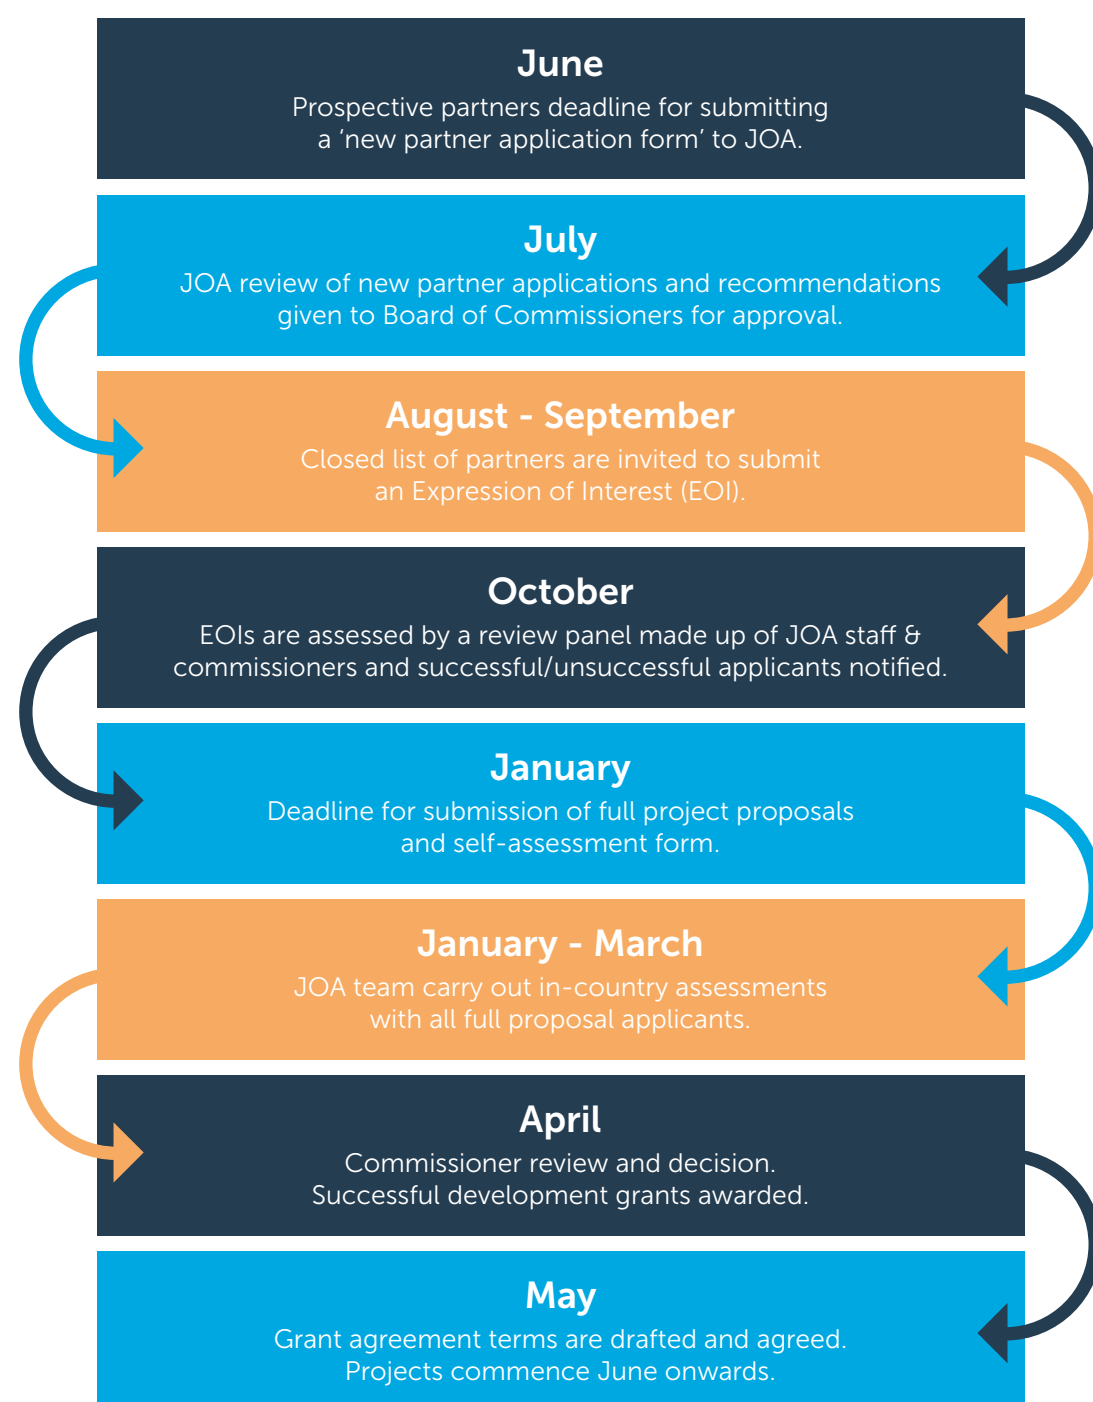 June
Prospective partners deadline for submitting
a ‘new partner application form’ to JOA.
July
JOA review of new partner applications and recommendations
given to Board of Commissioners for approval.
August - September
Closed list of partners are invited to submit
an Expression of Interest (EOI).
October
EOIs are assessed by a review panel made up of JOA staff &
commissioners and successful/unsuccessful applicants notified.
January
Deadline for submission of full project proposals
and self-assessment form.
January - March
JOA team carry out in-country assessments
with all full proposal applicants.
April
Commissioner review and decision.
Successful development grants awarded.
May
Grant agreement terms are drafted and agreed.
Projects commence June onwards.